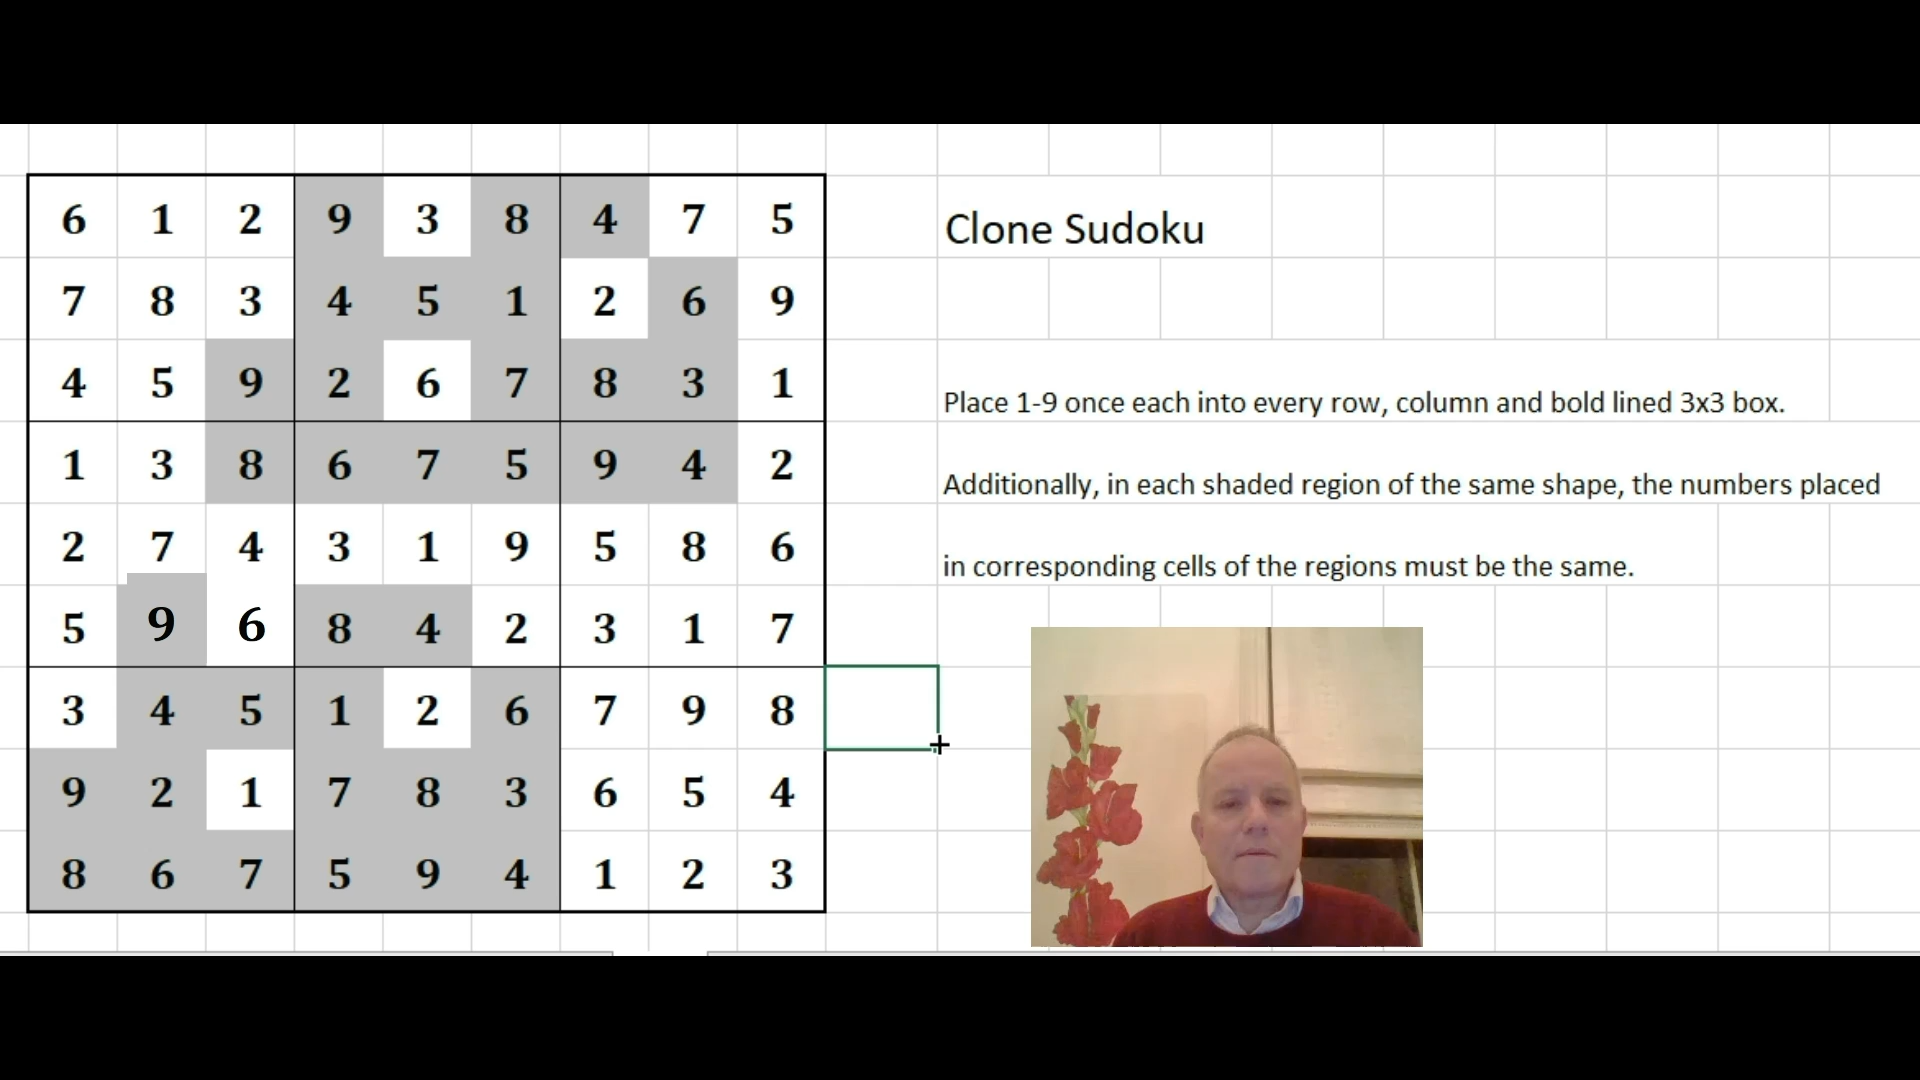 6 1 2 9 3 8 4 7 5
Clone Sudoku
7 8 3 4 5 1 2 6 9
4 5 9 2 6 7 8 3 1
Place 1-9 once each into every row, column and bold lined 3x3 box.
1 3 8 6 7 5 9 4 2
Additionally, in each shaded region of the same shape, the numbers placed
2 7 4 3 1 9 5 8 6
in corresponding cells of the regions must be the same.
5 9 6 8 4 2 3 1 7
3 4 5 1 2 6 7 9 8
9 2 1 7 8 3 6 5 4
8 6 7 5 9 4 1 2 3